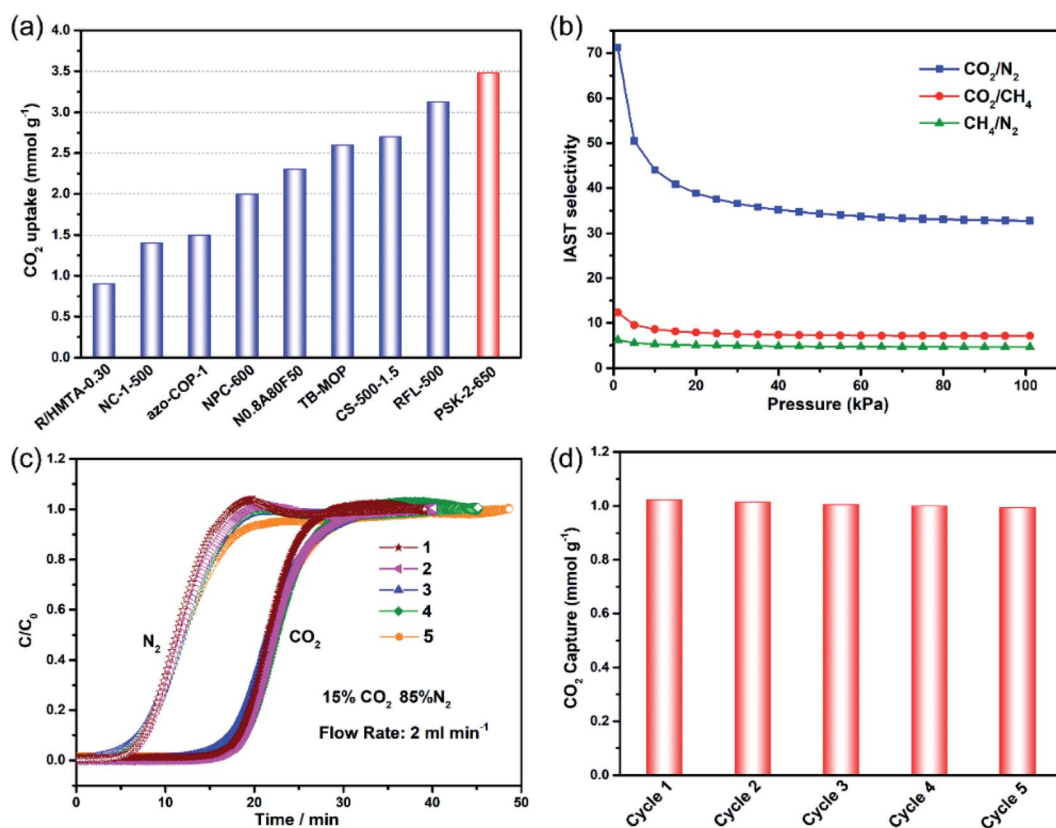 (a)
CO₂ uptake (mmol g⁻¹)
4.0
3.5
3.0
2.5
2.0
1.5
1.0
0.5
0.0
R/HMTA-0.30
NC-1-500
azo-COP-1
NPC-600
N0.8A80F50
TB-MOP
CS-500-1.5
RFL-500
PSK-2-650
(b)
IAST selectivity
70
60
50
40
30
20
10
0
CO₂/N₂
CO₂/CH₄
CH₄/N₂
0 20 40 60 80 100
Pressure (kPa)
(c)
C/C₀
1.2
1.0
0.8
0.6
0.4
0.2
0.0
N₂
CO₂
1
2
3
4
5
15% CO₂ 85%N₂
Flow Rate: 2 ml min⁻¹
0 10 20 30 40 50
Time / min
(d)
CO₂ Capture (mmol g⁻¹)
1.2
1.0
0.8
0.6
0.4
0.2
0.0
Cycle 1
Cycle 2
Cycle 3
Cycle 4
Cycle 5